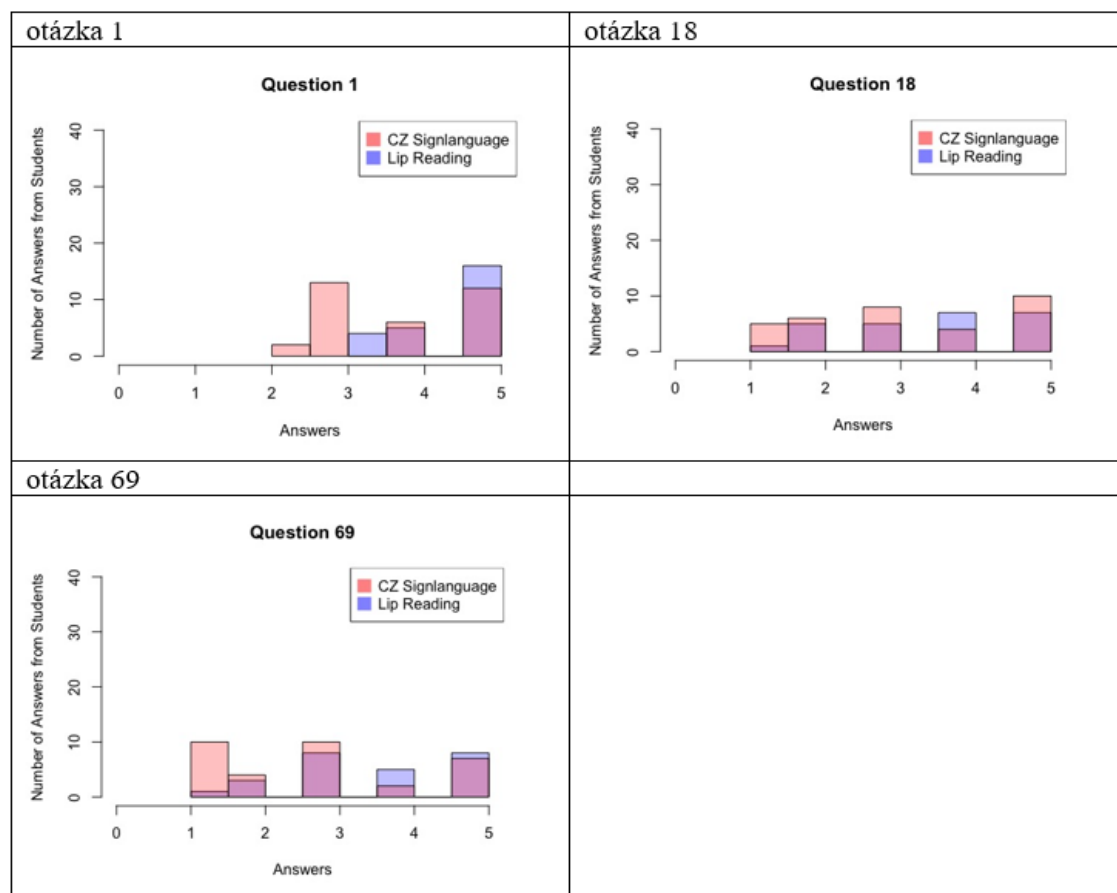 otázka 1
otázka 18
Question 1
CZ Signlanguage
Lip Reading
Number of Answers from Students
40
30
20
10
0
0 1 2 3 4 5
Answers
Question 18
CZ Signlanguage
Lip Reading
Number of Answers from Students
40
30
20
10
0
0 1 2 3 4 5
Answers
otázka 69
Question 69
CZ Signlanguage
Lip Reading
Number of Answers from Students
40
30
20
10
0
0 1 2 3 4 5
Answers